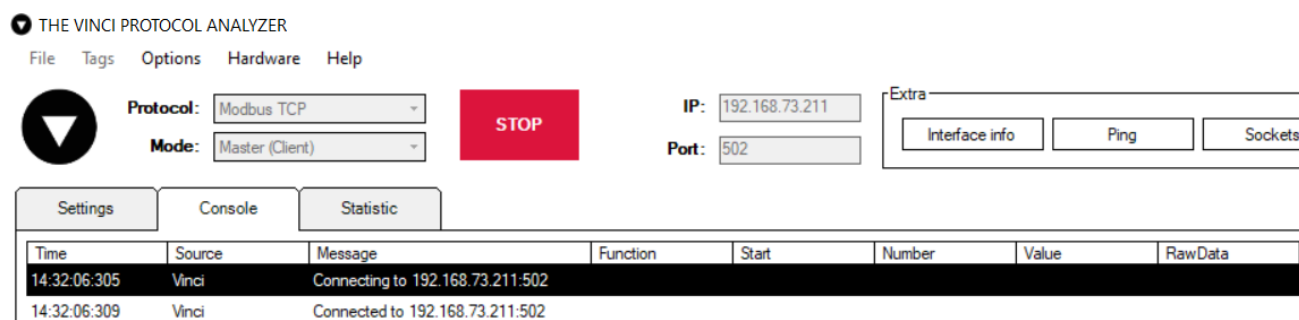 THE VINCI PROTOCOL ANALYZER
File Tags Options Hardware Help
Protocol: Modbus TCP
Mode: Master (Client)
STOP
IP: 192.168.73.211
Port: 502
Extra
Interface info Ping Sockets
Settings Console Statistic
Time Source Message Function Start Number Value RawData
14:32:06:305 Vinci Connecting to 192.168.73.211:502
14:32:06:309 Vinci Connected to 192.168.73.211:502